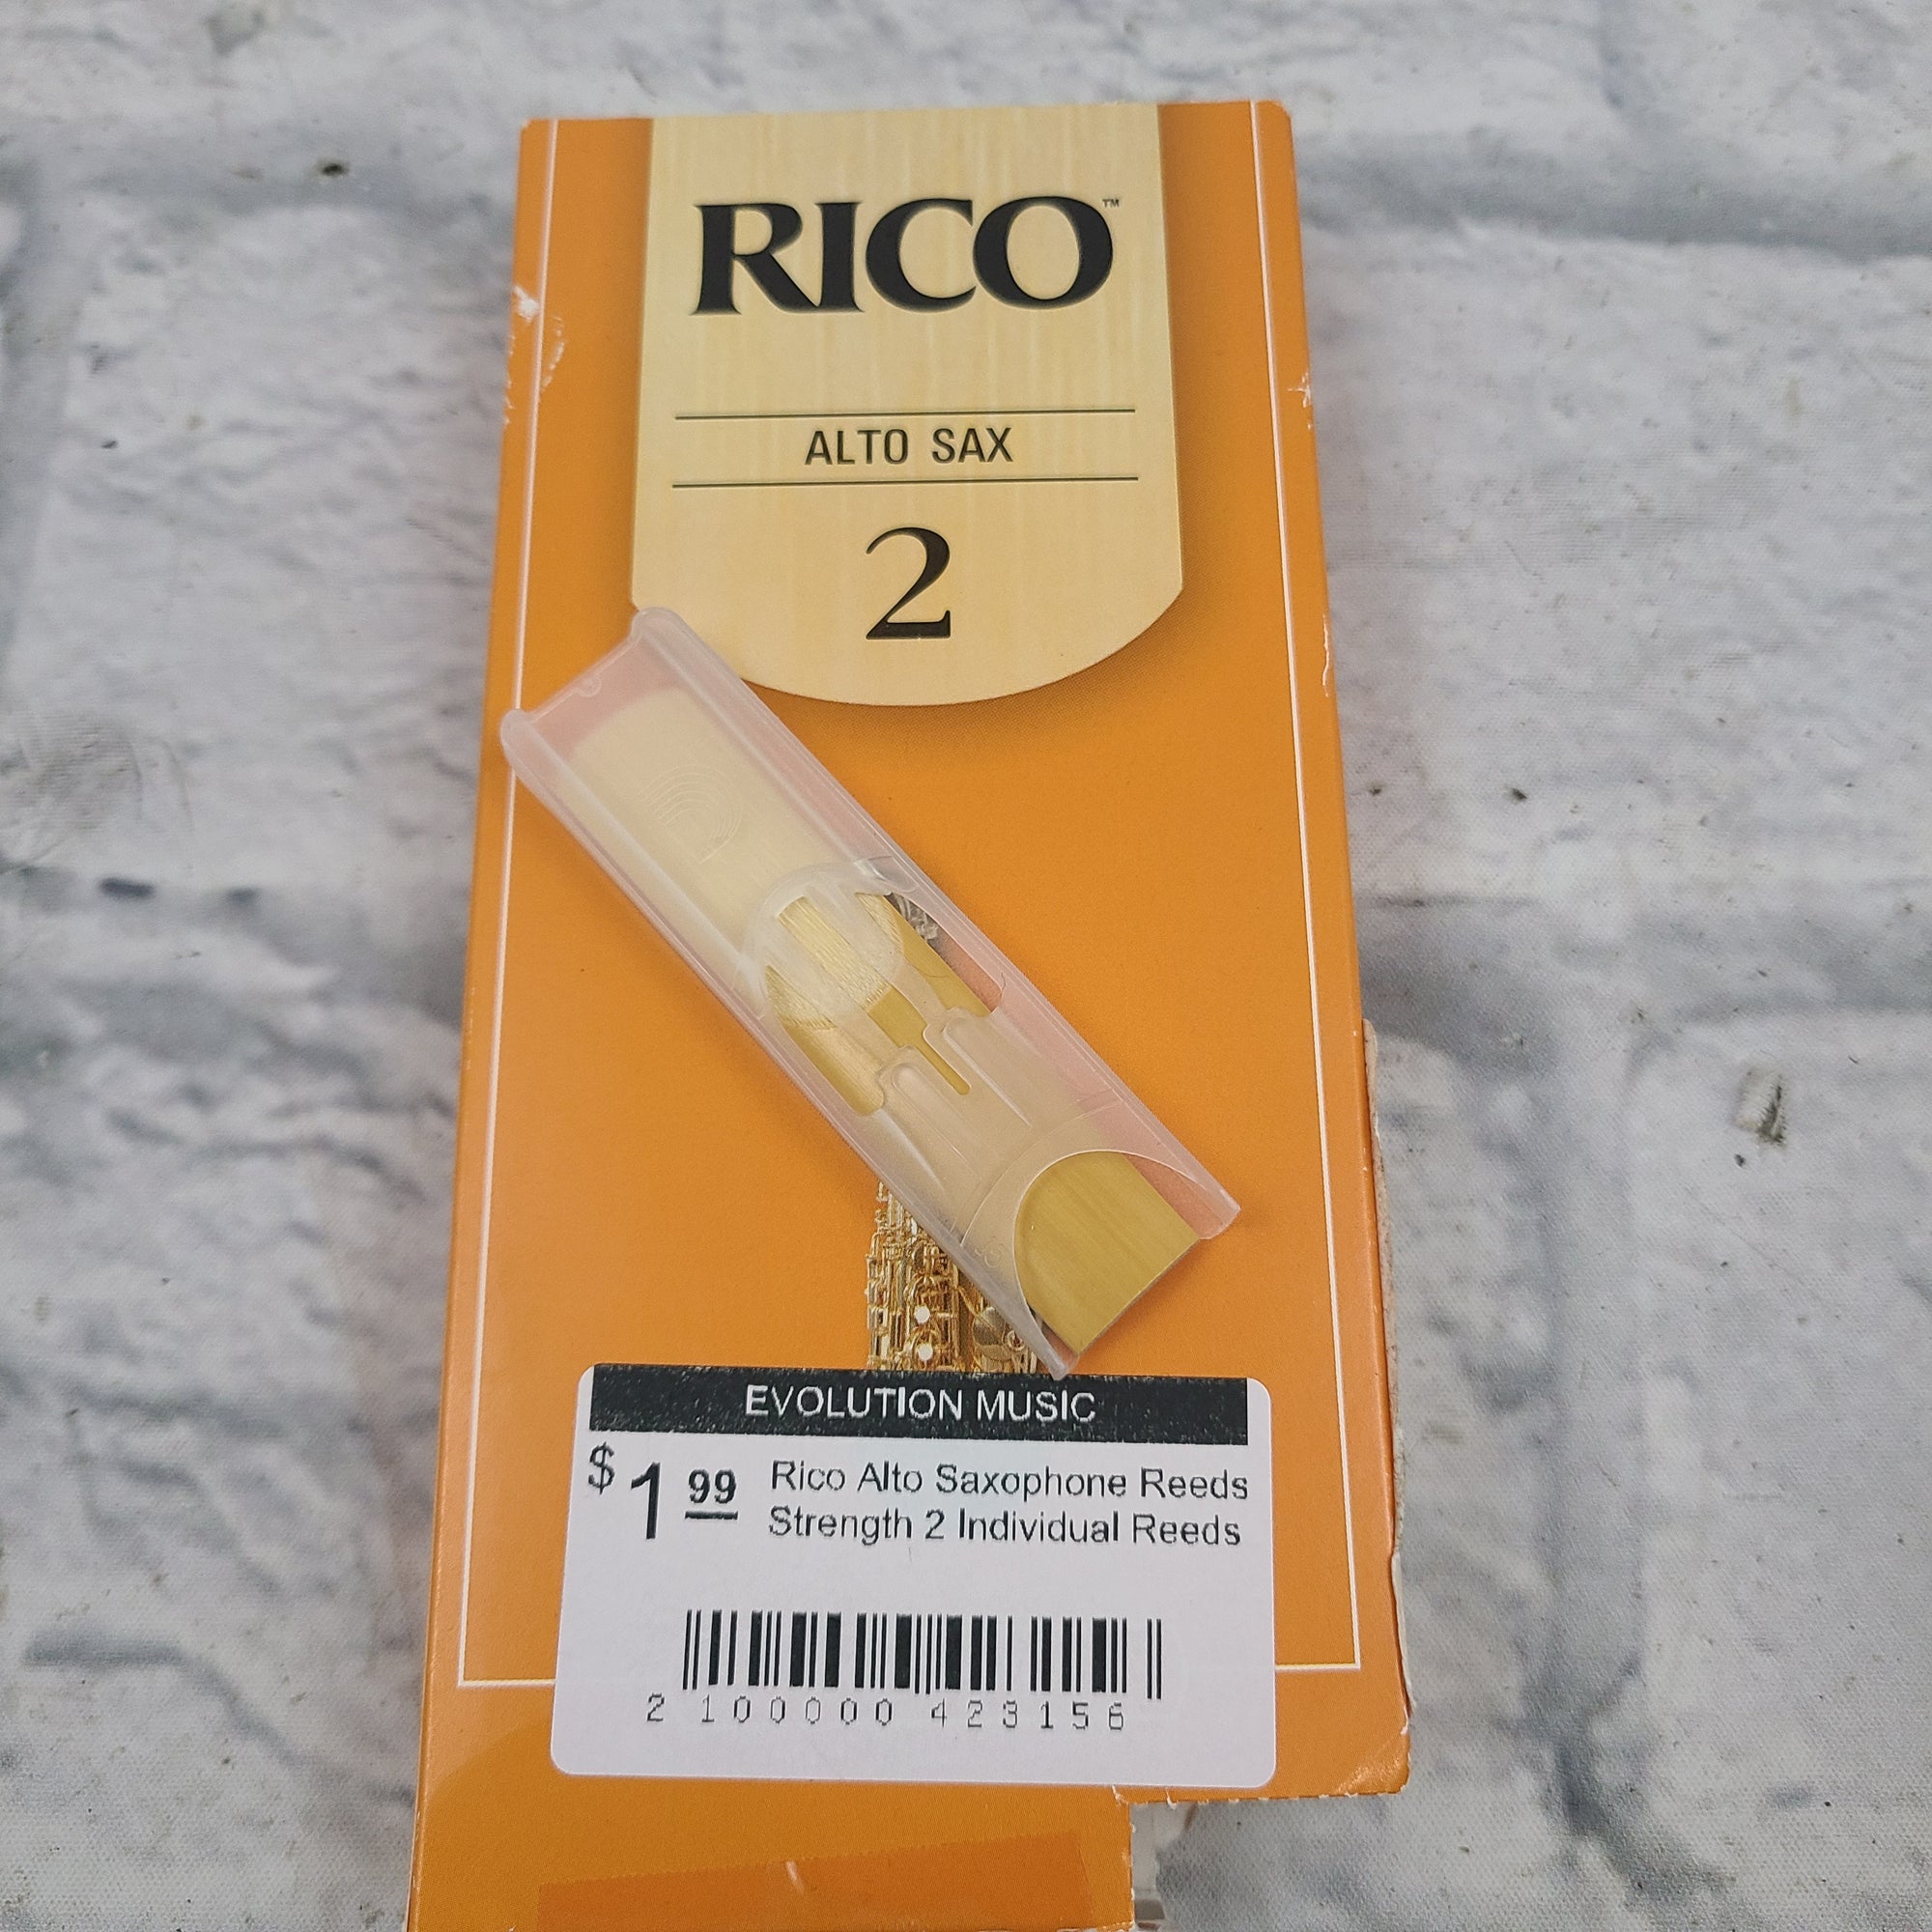 RICO™
ALTO SAX
2
EVOLUTION MUSIC
$1.99 Rico Alto Saxophone Reeds
Strength 2 Individual Reeds
2 100000 423156